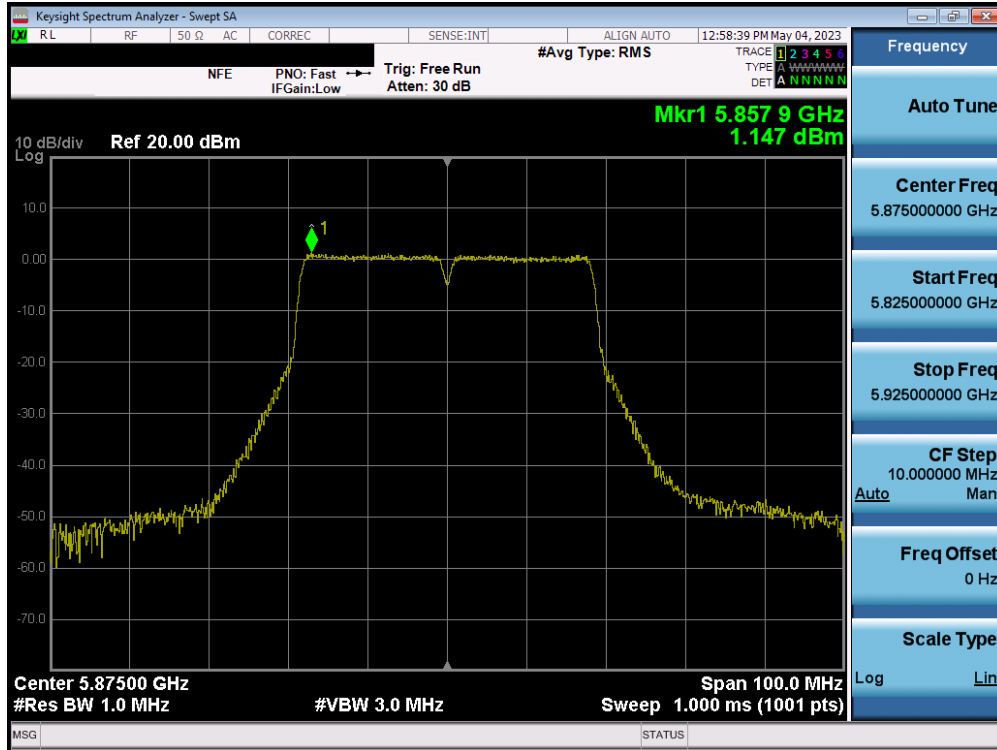 Keysight Spectrum Analyzer - Swept SA
LXI RL RF 50 Ω AC CORREC SENSE:INT ALIGN AUTO 12:58:39 PM May 04, 2023
NFE PNO: Fast Trig: Free Run #Avg Type: RMS TRACE 1 2 3 4 5 6
IFGain:Low Atten: 30 dB TYPE A WWWWW
DET A N N N N N
Mkr1 5.857 9 GHz
1.147 dBm
10 dB/div Ref 20.00 dBm
Log
1
10.0
0.00
-10.0
-20.0
-30.0
-40.0
-50.0
-60.0
-70.0
Center 5.87500 GHz Span 100.0 MHz
#Res BW 1.0 MHz #VBW 3.0 MHz Sweep 1.000 ms (1001 pts)
MSG STATUS
Frequency
Auto Tune
Center Freq
5.875000000 GHz
Start Freq
5.825000000 GHz
Stop Freq
5.925000000 GHz
CF Step
10.000000 MHz
Auto Man
Freq Offset
0 Hz
Scale Type
Log Lin